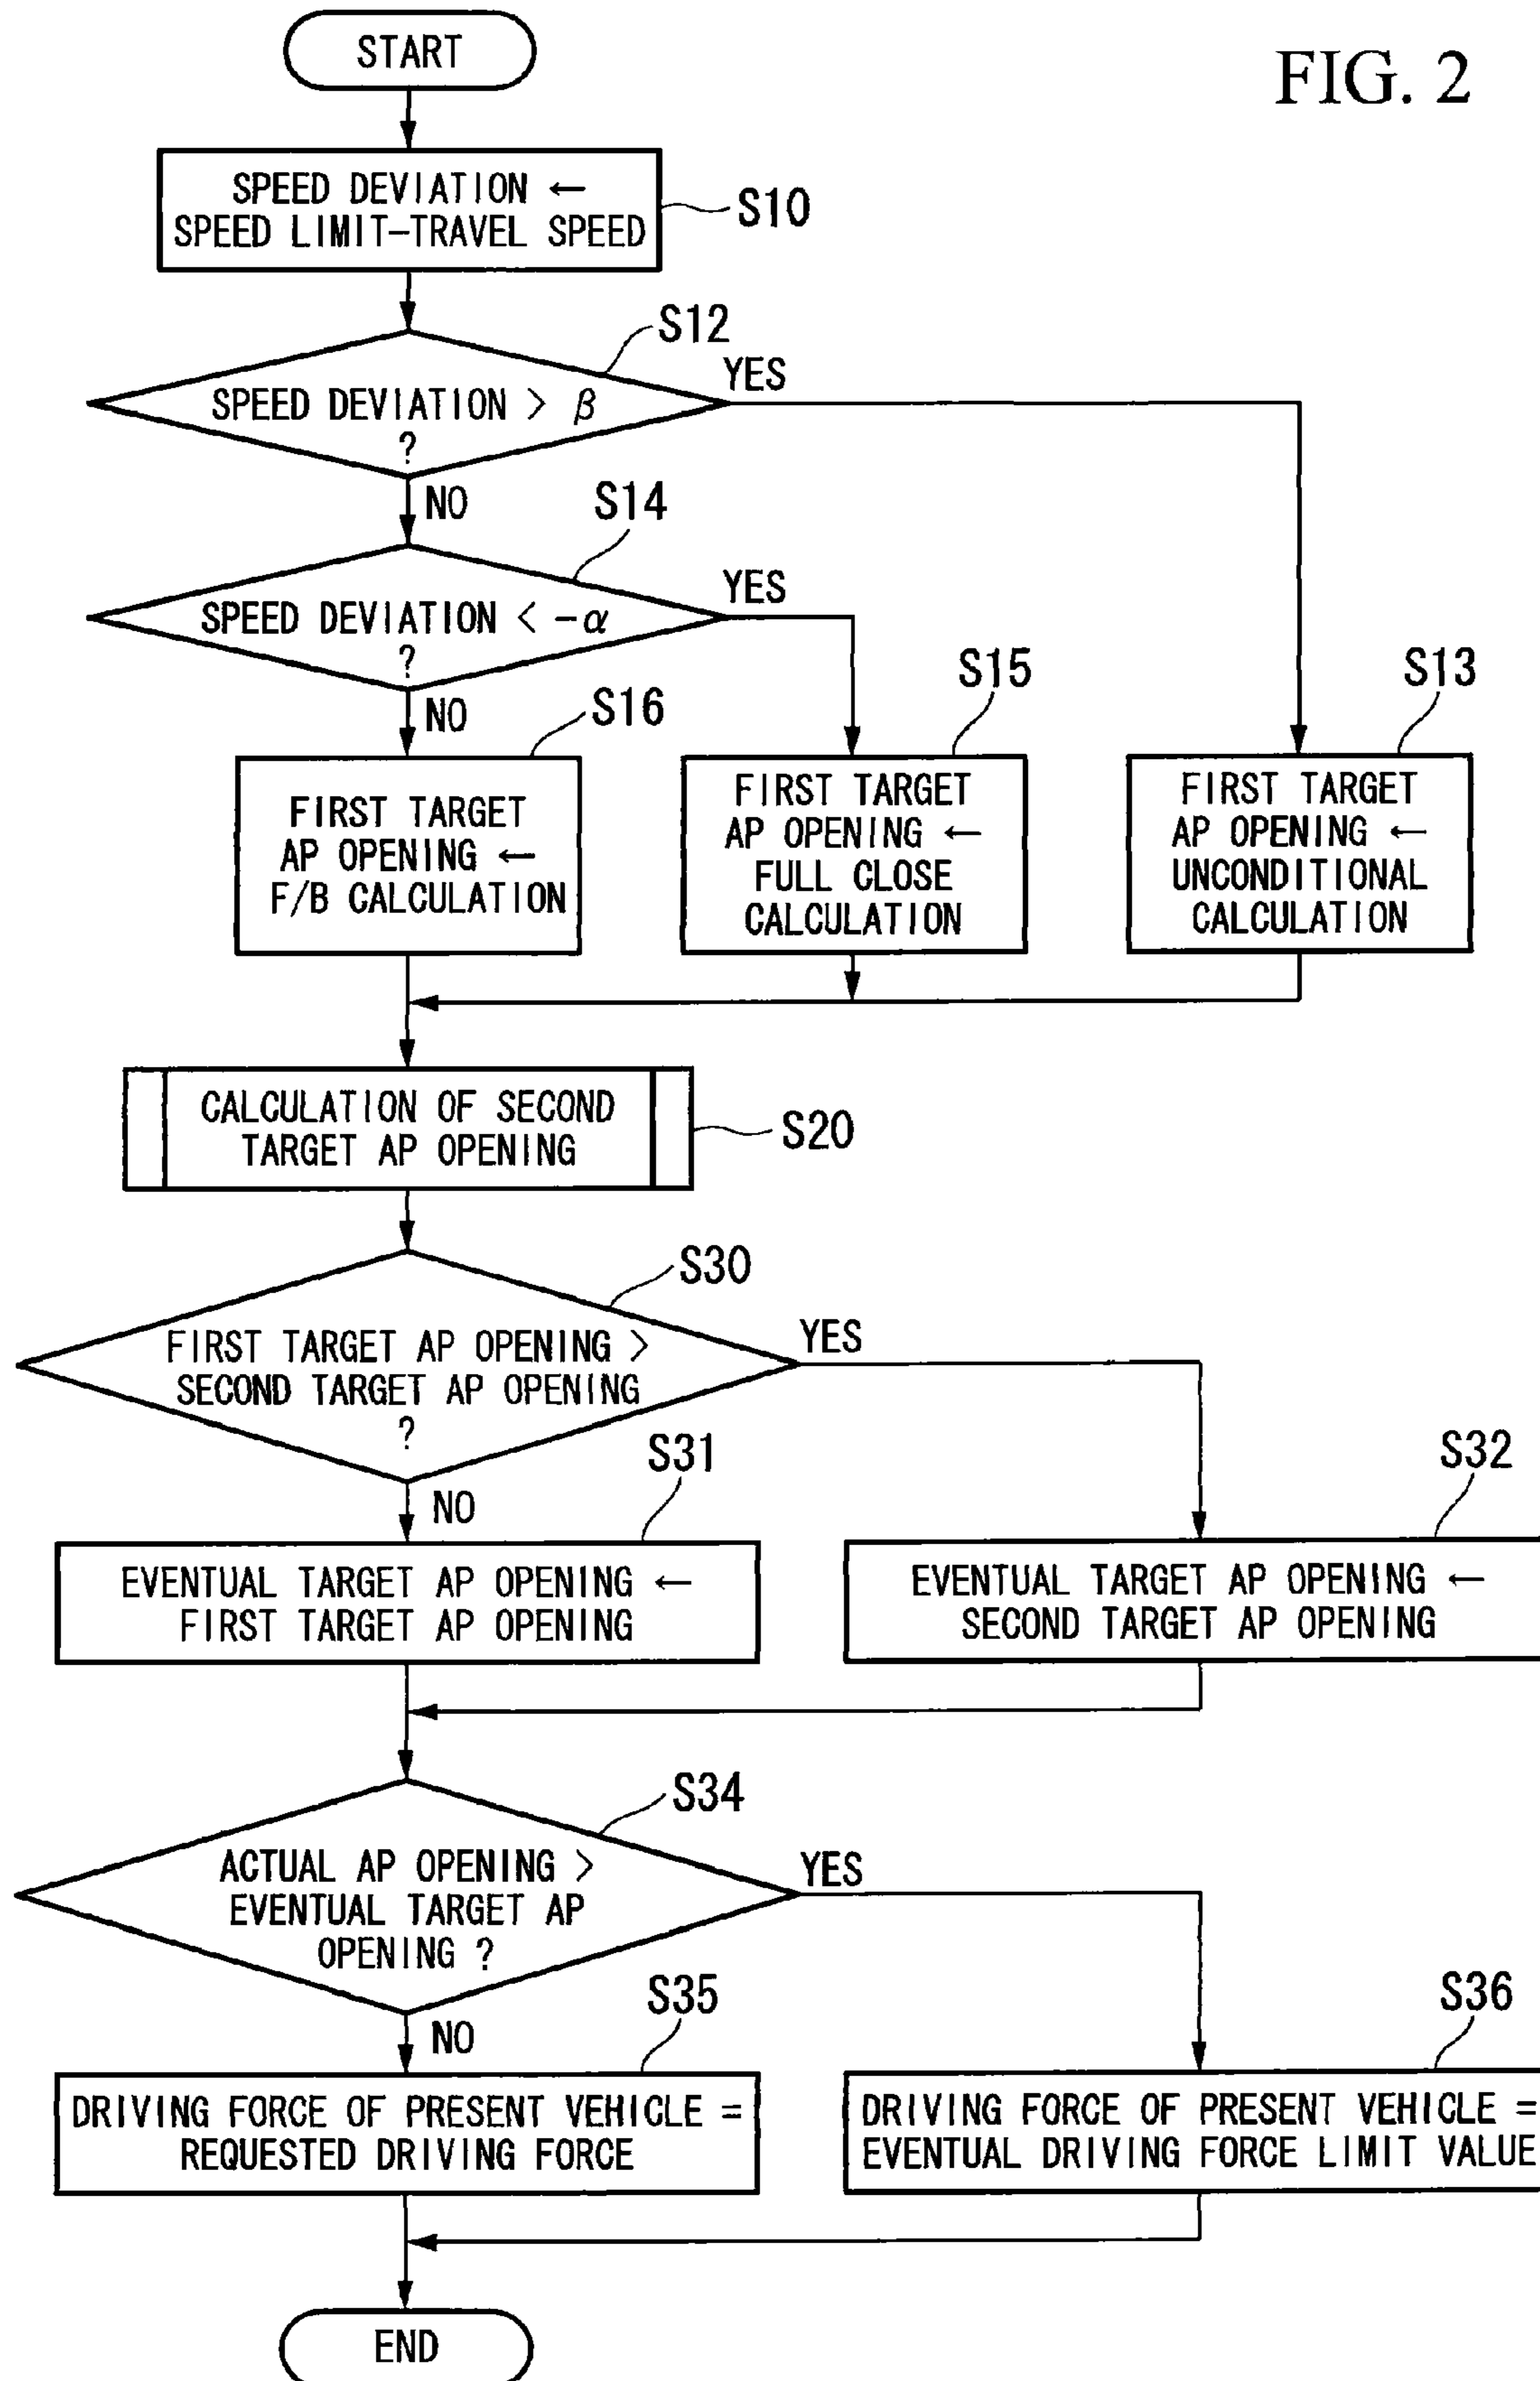 START
FIG. 2
SPEED DEVIATION ←
SPEED LIMIT-TRAVEL SPEED
S10
S12
SPEED DEVIATION > β
?
YES
NO
S14
SPEED DEVIATION < -α
?
YES
NO
S16
FIRST TARGET
AP OPENING ←
F/B CALCULATION
S15
FIRST TARGET
AP OPENING ←
FULL CLOSE
CALCULATION
S13
FIRST TARGET
AP OPENING ←
UNCONDITIONAL
CALCULATION
CALCULATION OF SECOND
TARGET AP OPENING
S20
S30
FIRST TARGET AP OPENING >
SECOND TARGET AP OPENING
?
YES
NO
S31
EVENTUAL TARGET AP OPENING ←
FIRST TARGET AP OPENING
S32
EVENTUAL TARGET AP OPENING ←
SECOND TARGET AP OPENING
S34
ACTUAL AP OPENING >
EVENTUAL TARGET AP
OPENING ?
YES
NO
S35
DRIVING FORCE OF PRESENT VEHICLE =
REQUESTED DRIVING FORCE
S36
DRIVING FORCE OF PRESENT VEHICLE =
EVENTUAL DRIVING FORCE LIMIT VALUE
END